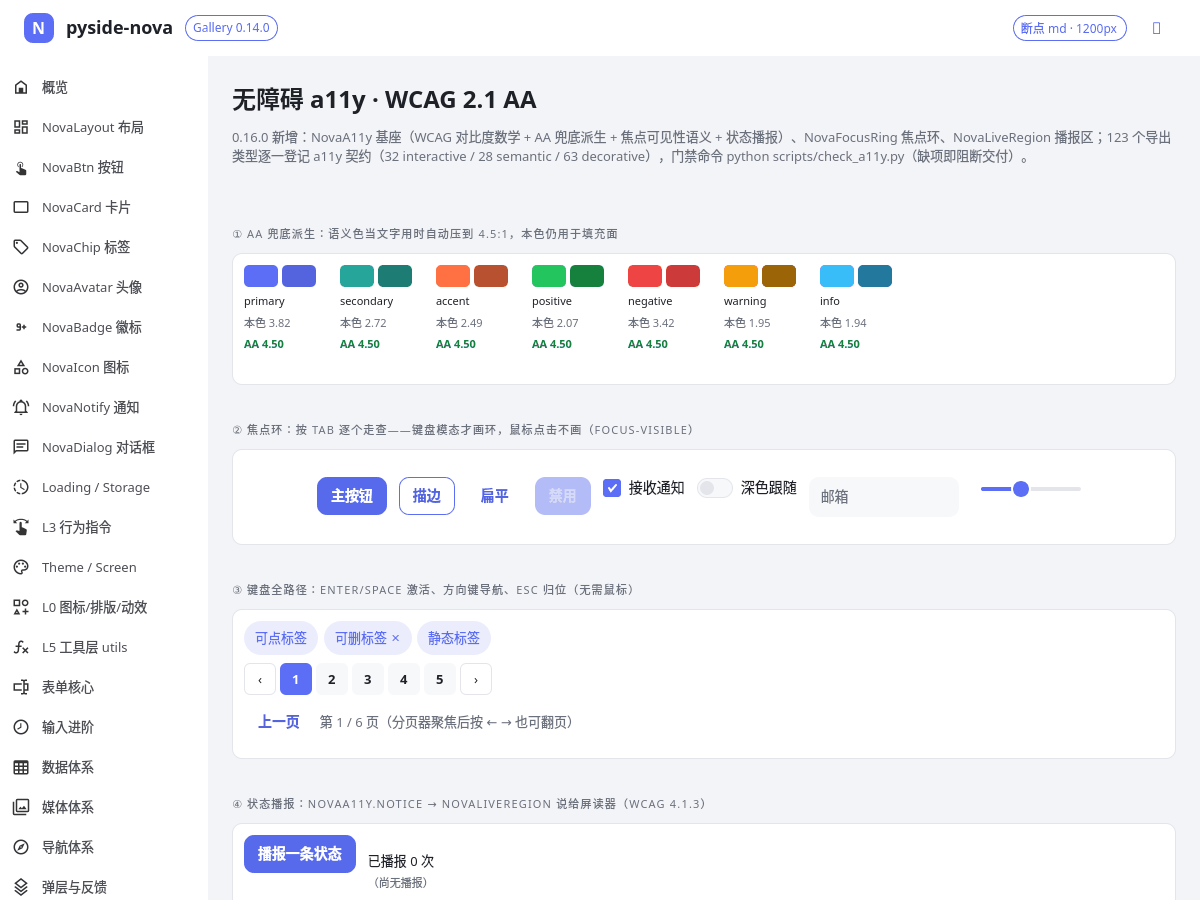 N pyside-nova Gallery 0.14.0 断点 md · 1200px
概览
NovaLayout 布局
NovaBtn 按钮
NovaCard 卡片
NovaChip 标签
NovaAvatar 头像
9+ NovaBadge 徽标
NovaIcon 图标
NovaNotify 通知
NovaDialog 对话框
Loading / Storage
L3 行为指令
Theme / Screen
L0 图标/排版/动效
L5 工具层 utils
表单核心
输入进阶
数据体系
媒体体系
导航体系
弹层与反馈
无障碍 a11y · WCAG 2.1 AA
0.16.0 新增：NovaA11y 基座（WCAG 对比度数学 + AA 兜底派生 + 焦点可见性语义 + 状态播报）、NovaFocusRing 焦点环、NovaLiveRegion 播报区；123 个导出
类型逐一登记 a11y 契约（32 interactive / 28 semantic / 63 decorative），门禁命令 python scripts/check_a11y.py（缺项即阻断交付）。
① AA 兜底派生：语义色当文字用时自动压到 4.5:1，本色仍用于填充面
primary secondary accent positive negative warning info
本色 3.82 本色 2.72 本色 2.49 本色 2.07 本色 3.42 本色 1.95 本色 1.94
AA 4.50 AA 4.50 AA 4.50 AA 4.50 AA 4.50 AA 4.50 AA 4.50
② 焦点环：按 TAB 逐个走查——键盘模态才画环，鼠标点击不画（FOCUS-VISIBLE）
主按钮 描边 扁平 禁用 接收通知 深色跟随 邮箱
③ 键盘全路径：ENTER/SPACE 激活、方向键导航、ESC 归位（无需鼠标）
可点标签 可删标签 × 静态标签
‹ 1 2 3 4 5 ›
上一页 第 1 / 6 页（分页器聚焦后按 ← → 也可翻页）
④ 状态播报：NOVAA11Y.NOTICE → NOVALIVEREGION 说给屏读器（WCAG 4.1.3）
播报一条状态 已播报 0 次
（尚无播报）